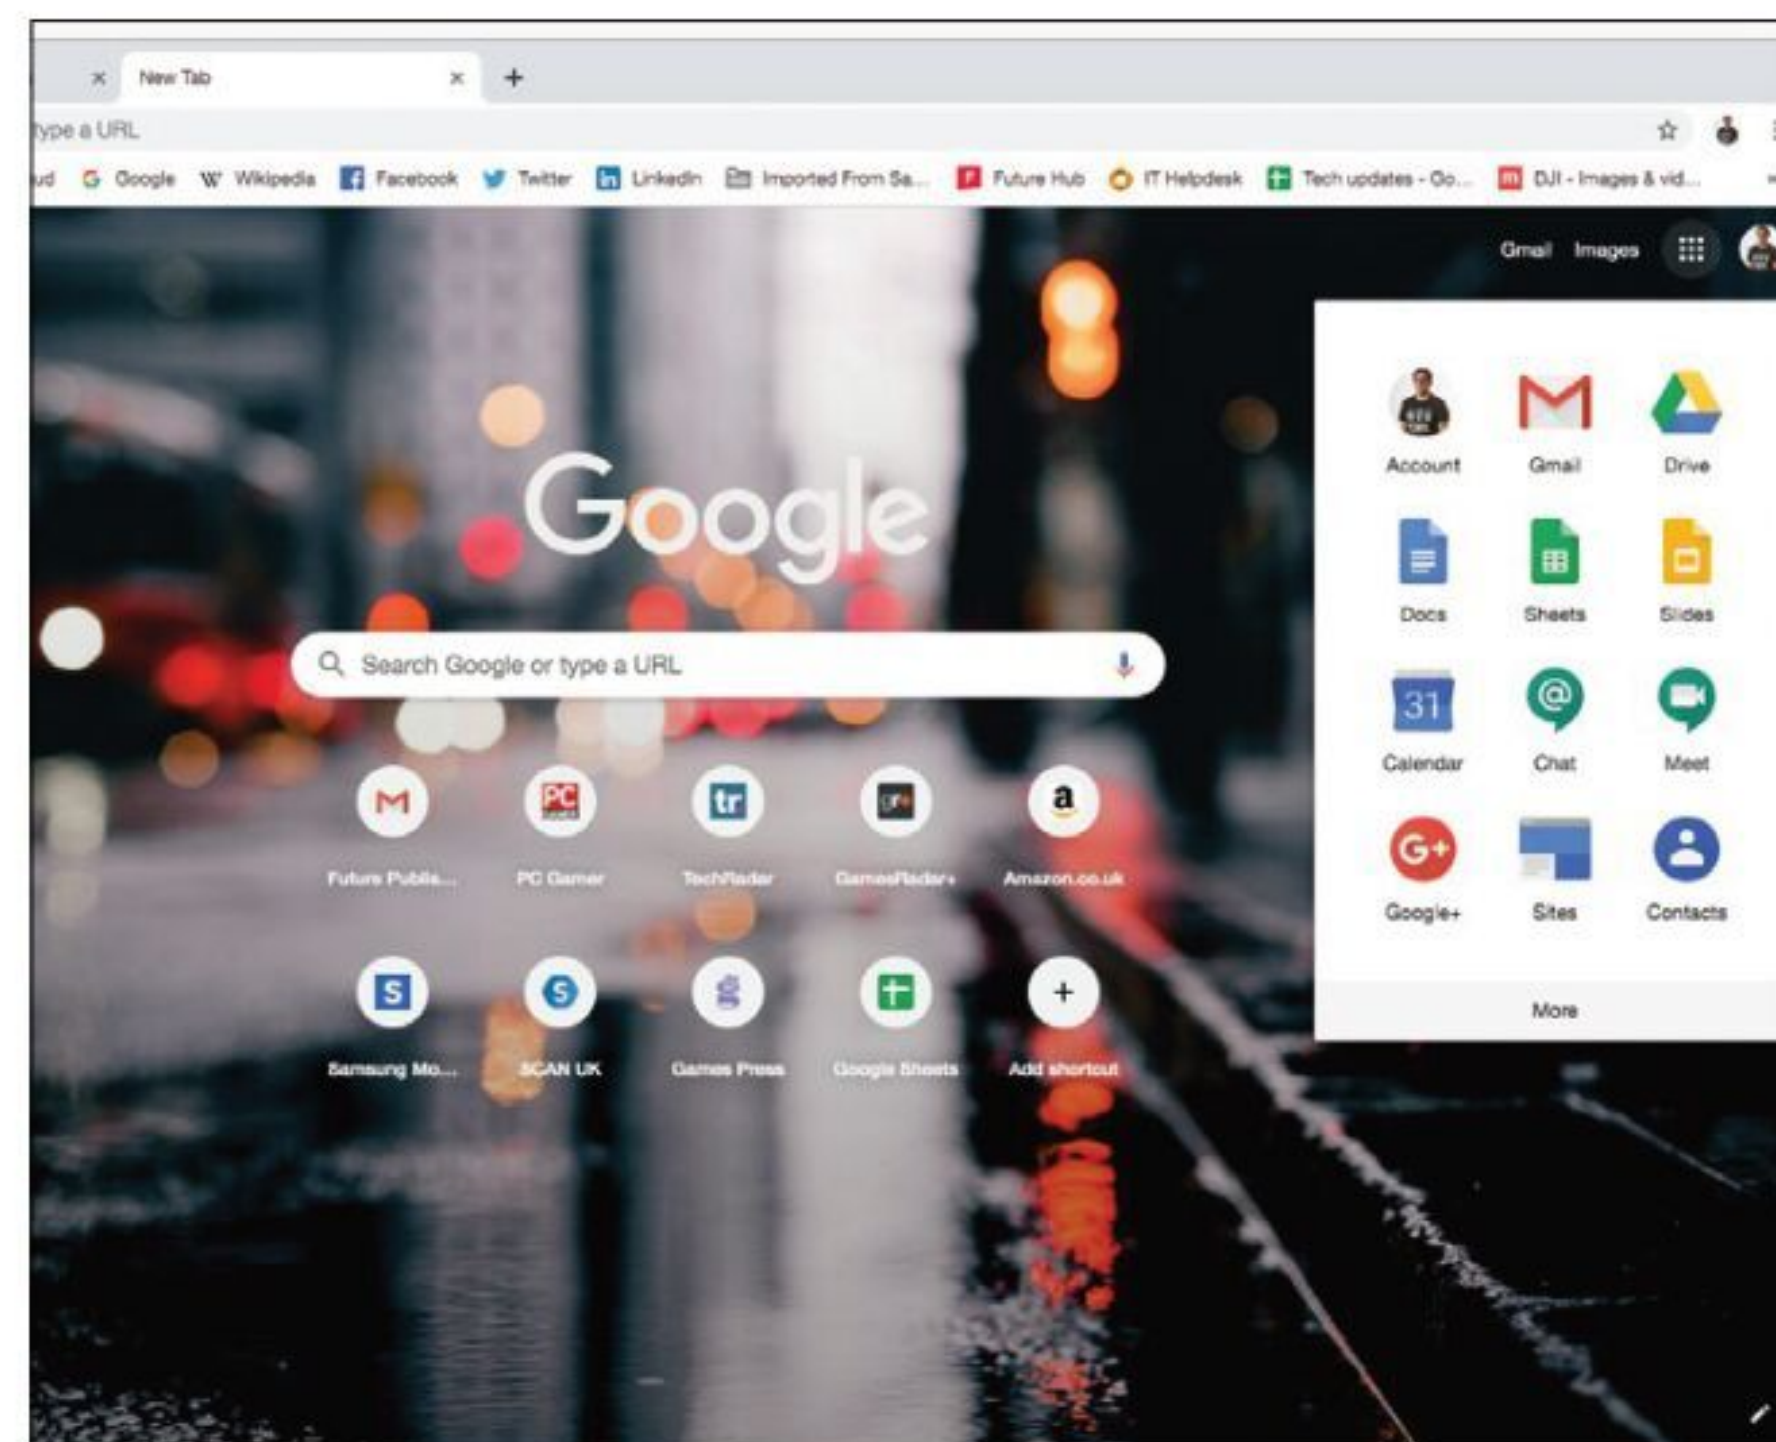 New Tab
type a URL
ud Google Wikipedia Facebook Twitter LinkedIn Imported From Sa... Future Hub IT Helpdesk Tech updates - Go... DJI - Images & vid...
Gmail Images
Google
Search Google or type a URL
Future Publis... PC Gamer TechRadar GamesRadar+ Amazon.co.uk
Samsung Mo... SCAN UK Games Press Google Sheets Add shortcut
Account Gmail Drive
Docs Sheets Slides
31
Calendar Chat Meet
G+
Google+ Sites Contacts
More